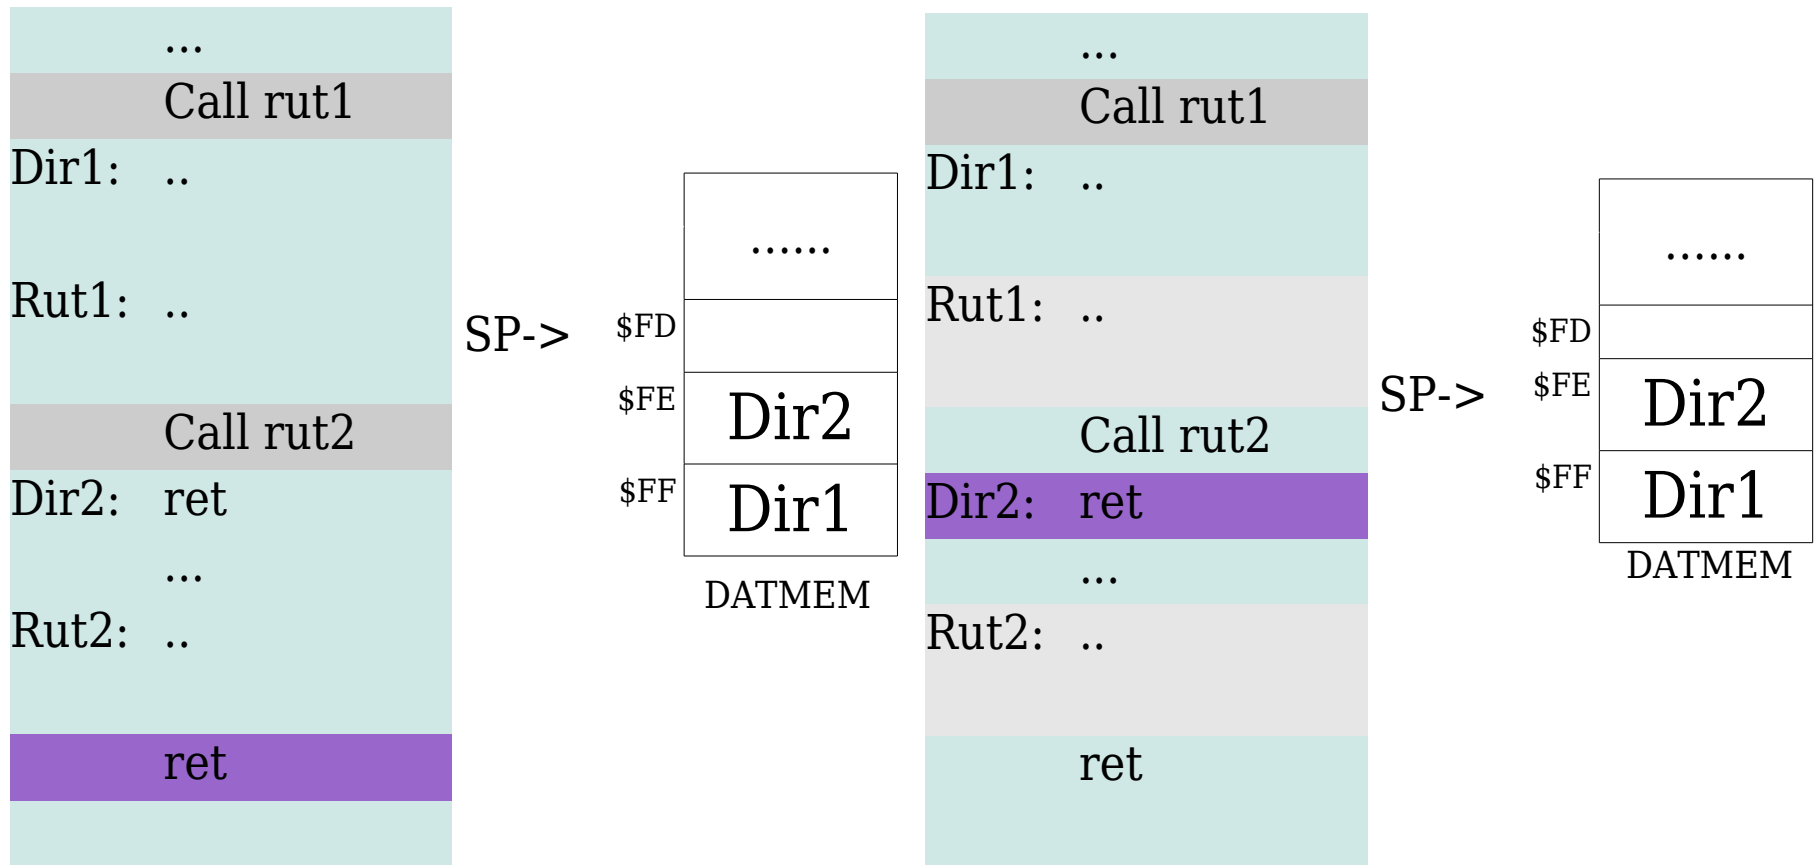 ...
Call rut1
Dir1: ..
Rut1: ..
Call rut2
Dir2: ret
...
Rut2: ..
ret
SP->
......
$FD
$FE Dir2
$FF Dir1
DATMEM
...
Call rut1
Dir1: ..
Rut1: ..
Call rut2
Dir2: ret
...
Rut2: ..
ret
SP->
......
$FD
$FE Dir2
$FF Dir1
DATMEM